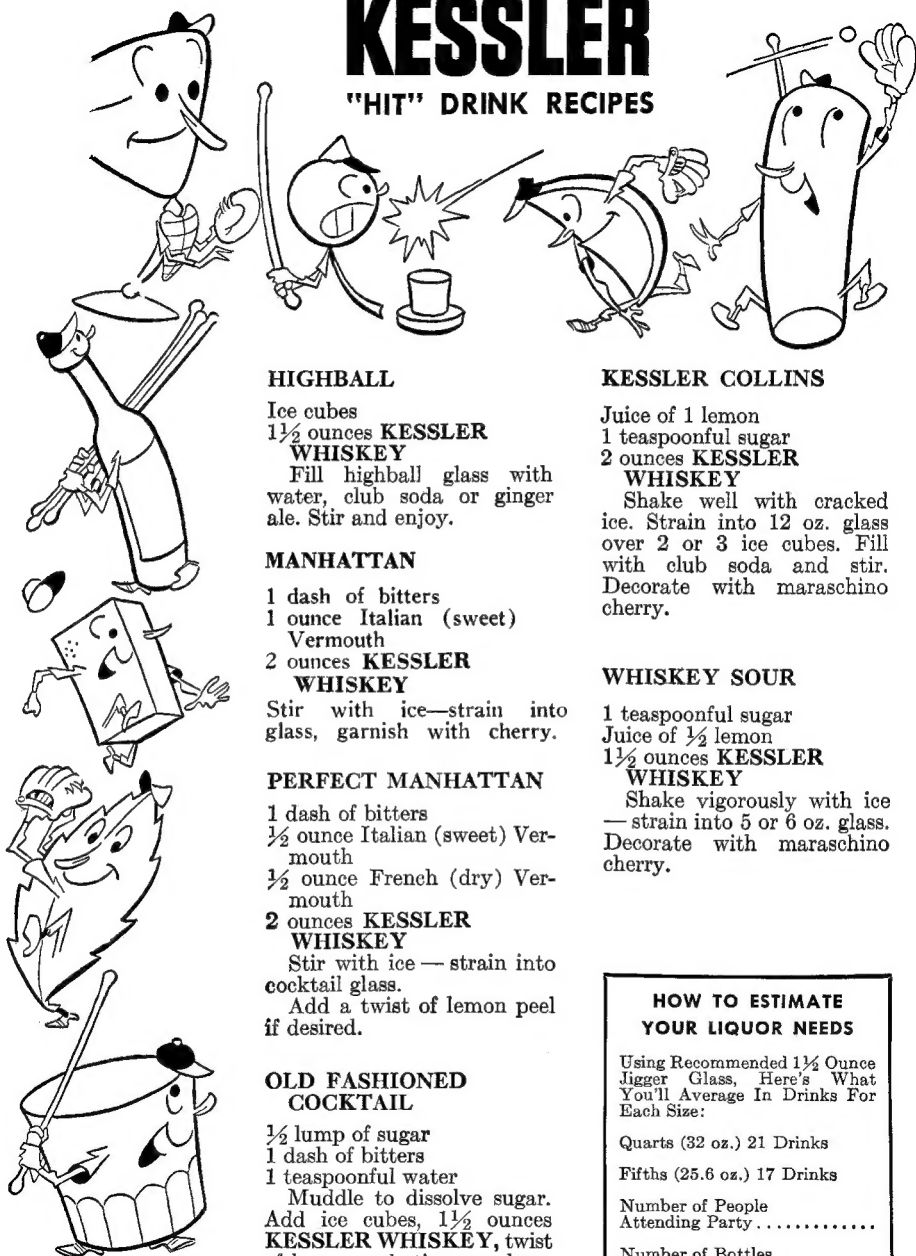 KESSLER
"HIT" DRINK RECIPES
HIGHBALL
Ice cubes
1½ ounces KESSLER
WHISKEY
Fill highball glass with
water, club soda or ginger
ale. Stir and enjoy.
MANHATTAN
1 dash of bitters
1 ounce Italian (sweet)
Vermouth
2 ounces KESSLER
WHISKEY
Stir with ice—strain into
glass, garnish with cherry.
PERFECT MANHATTAN
1 dash of bitters
½ ounce Italian (sweet) Ver-
mouth
½ ounce French (dry) Ver-
mouth
2 ounces KESSLER
WHISKEY
Stir with ice — strain into
cocktail glass.
Add a twist of lemon peel
if desired.
OLD FASHIONED
COCKTAIL
½ lump of sugar
1 dash of bitters
1 teaspoonful water
Muddle to dissolve sugar.
Add ice cubes, 1½ ounces
KESSLER WHISKEY, twist
KESSLER COLLINS
Juice of 1 lemon
1 teaspoonful sugar
2 ounces KESSLER
WHISKEY
Shake well with cracked
ice. Strain into 12 oz. glass
over 2 or 3 ice cubes. Fill
with club soda and stir.
Decorate with maraschino
cherry.
WHISKEY SOUR
1 teaspoonful sugar
Juice of ½ lemon
1½ ounces KESSLER
WHISKEY
Shake vigorously with ice
— strain into 5 or 6 oz. glass.
Decorate with maraschino
cherry.
HOW TO ESTIMATE
YOUR LIQUOR NEEDS
Using Recommended 1½ Ounce
Jigger Glass, Here's What
You'll Average In Drinks For
Each Size:
Quarts (32 oz.) 21 Drinks
Fifths (25.6 oz.) 17 Drinks
Number of People
Attending Party.............
Number of Bottles